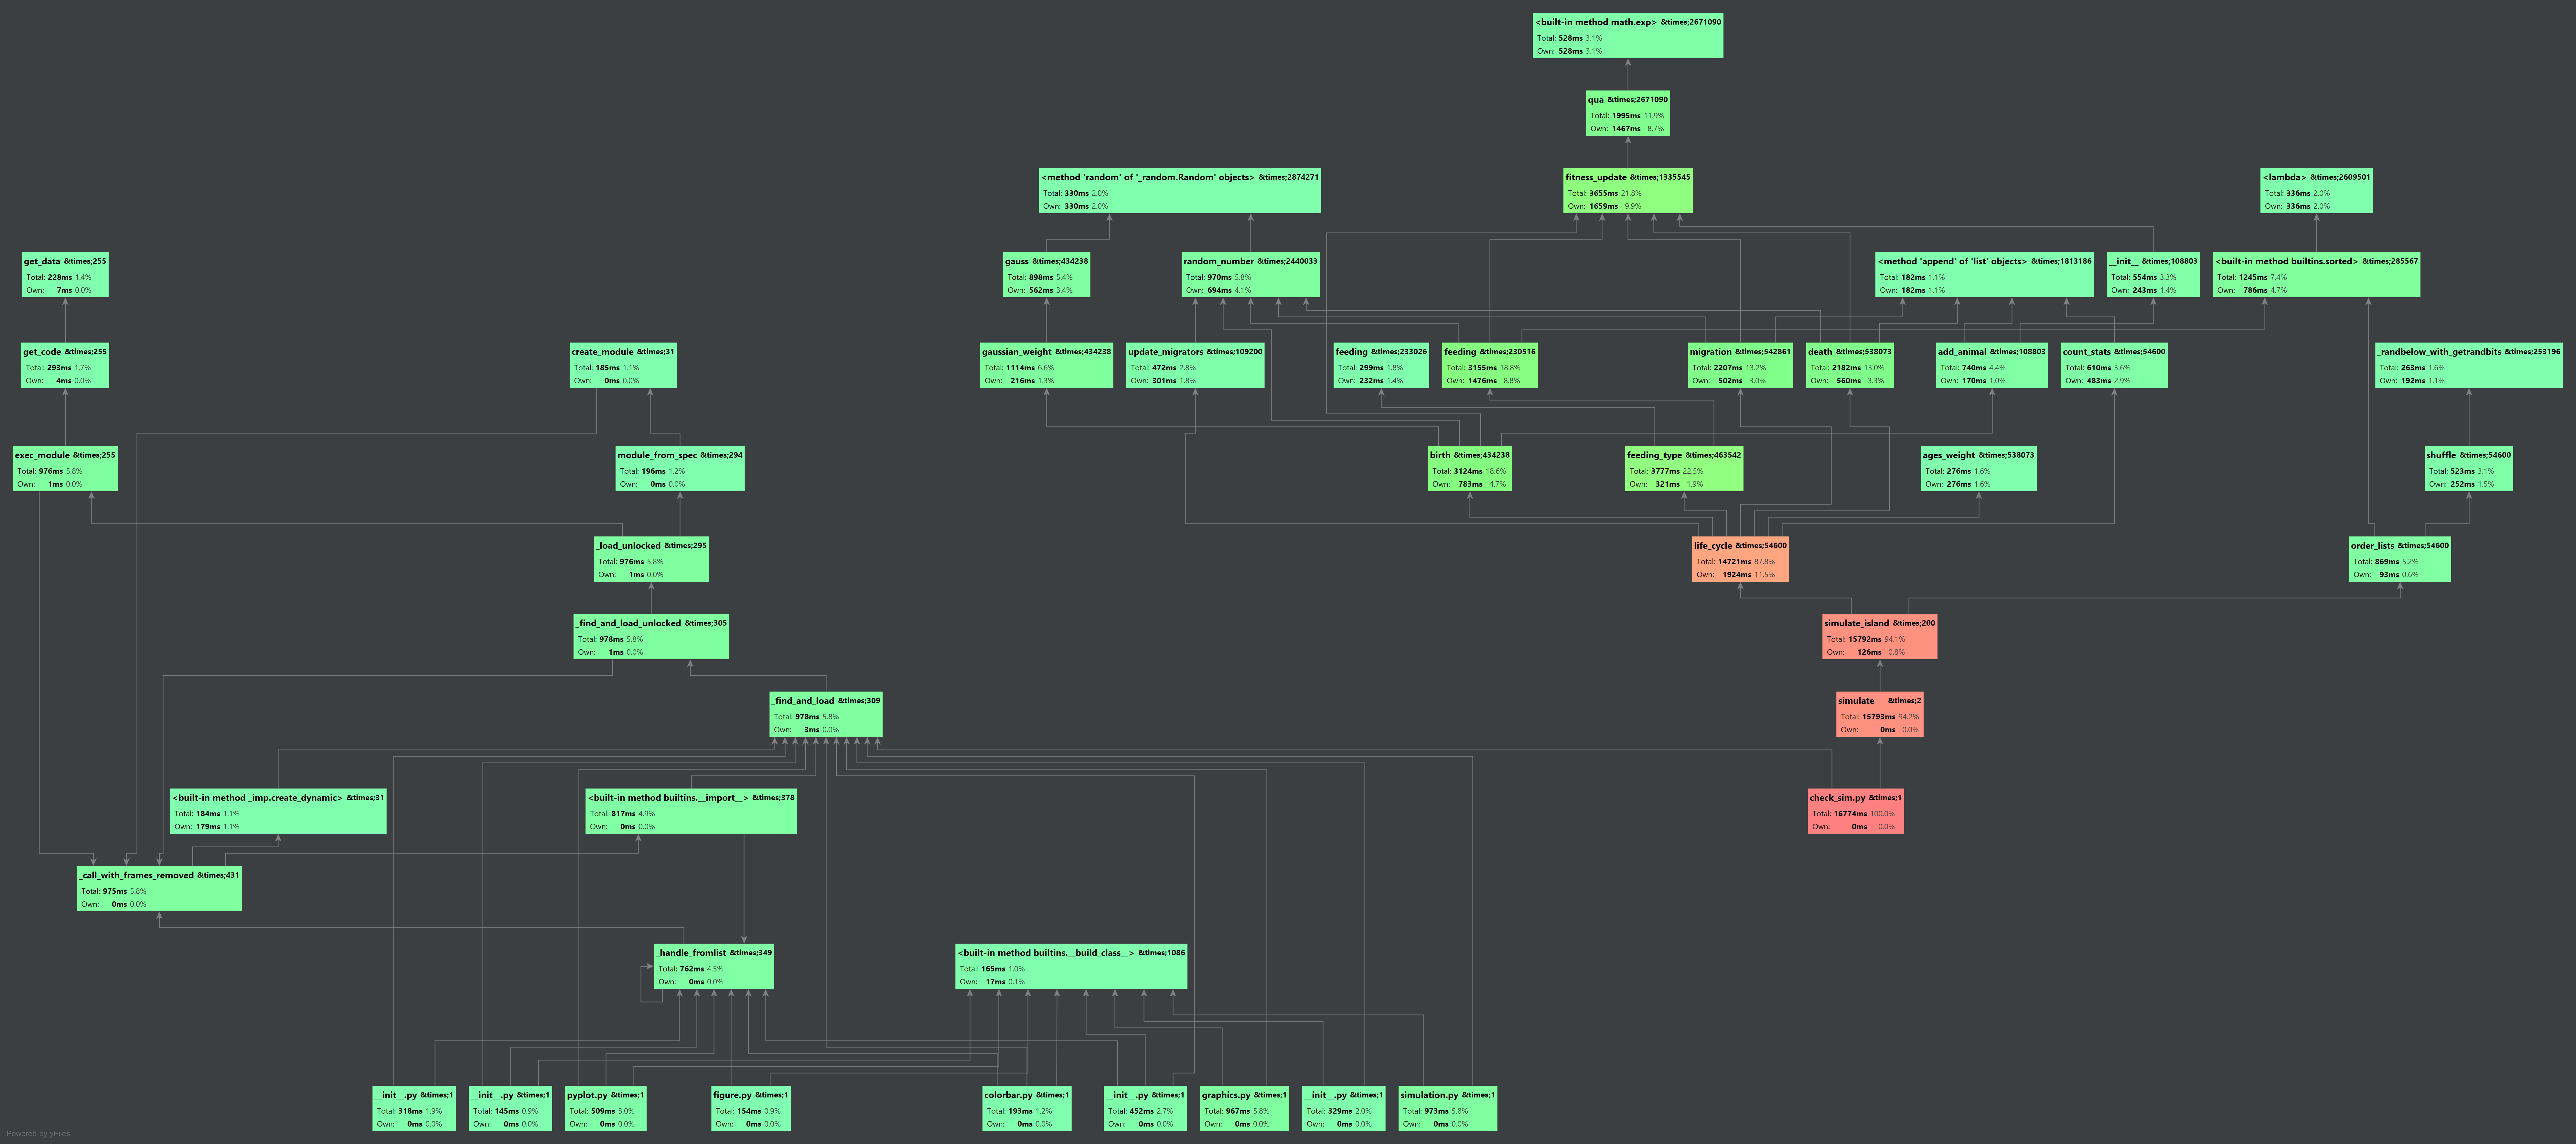 <built-in method math.exp> &times;2671090
Total: 528ms 3.1%
Own: 528ms 3.1%
qua &times;2671090
Total: 1995ms 11.9%
Own: 1467ms 8.7%
<method 'random' of '_random.Random' objects> &times;2874271
Total: 330ms 2.0%
Own: 330ms 2.0%
fitness_update &times;1335545
Total: 3655ms 21.8%
Own: 1659ms 9.9%
<lambda> &times;2609501
Total: 336ms 2.0%
Own: 336ms 2.0%
get_data &times;255
Total: 228ms 1.4%
Own: 7ms 0.0%
gauss &times;434238
Total: 898ms 5.4%
Own: 562ms 3.4%
random_number &times;2440033
Total: 970ms 5.8%
Own: 694ms 4.1%
<method 'append' of 'list' objects> &times;1813186
Total: 182ms 1.1%
Own: 182ms 1.1%
__init__ &times;108803
Total: 554ms 3.3%
Own: 243ms 1.4%
<built-in method builtins.sorted> &times;285567
Total: 1245ms 7.4%
Own: 786ms 4.7%
get_code &times;255
Total: 293ms 1.7%
Own: 4ms 0.0%
create_module &times;31
Total: 185ms 1.1%
Own: 0ms 0.0%
gaussian_weight &times;434238
Total: 1114ms 6.6%
Own: 216ms 1.3%
update_migrators &times;109200
Total: 472ms 2.8%
Own: 301ms 1.8%
feeding &times;233026
Total: 299ms 1.8%
Own: 232ms 1.4%
feeding &times;230516
Total: 3155ms 18.8%
Own: 1476ms 8.8%
migration &times;542861
Total: 2207ms 13.2%
Own: 502ms 3.0%
death &times;538073
Total: 2182ms 13.0%
Own: 560ms 3.3%
add_animal &times;108803
Total: 740ms 4.4%
Own: 170ms 1.0%
count_stats &times;54600
Total: 610ms 3.6%
Own: 483ms 2.9%
_randbelow_with_getrandbits &times;253196
Total: 263ms 1.6%
Own: 192ms 1.1%
exec_module &times;255
Total: 976ms 5.8%
Own: 1ms 0.0%
module_from_spec &times;294
Total: 196ms 1.2%
Own: 0ms 0.0%
birth &times;434238
Total: 3124ms 18.6%
Own: 783ms 4.7%
feeding_type &times;463542
Total: 3777ms 22.5%
Own: 321ms 1.9%
ages_weight &times;538073
Total: 276ms 1.6%
Own: 276ms 1.6%
shuffle &times;54600
Total: 523ms 3.1%
Own: 252ms 1.5%
_load_unlocked &times;295
Total: 976ms 5.8%
Own: 1ms 0.0%
life_cycle &times;54600
Total: 14721ms 87.8%
Own: 1924ms 11.5%
order_lists &times;54600
Total: 869ms 5.2%
Own: 93ms 0.6%
_find_and_load_unlocked &times;305
Total: 978ms 5.8%
Own: 1ms 0.0%
simulate_island &times;200
Total: 15792ms 94.1%
Own: 126ms 0.8%
_find_and_load &times;309
Total: 978ms 5.8%
Own: 3ms 0.0%
simulate &times;2
Total: 15793ms 94.2%
Own: 0ms 0.0%
<built-in method _imp.create_dynamic> &times;31
Total: 184ms 1.1%
Own: 179ms 1.1%
<built-in method builtins.__import__> &times;378
Total: 817ms 4.9%
Own: 0ms 0.0%
check_sim.py &times;1
Total: 16774ms 100.0%
Own: 0ms 0.0%
_call_with_frames_removed &times;431
Total: 975ms 5.8%
Own: 0ms 0.0%
_handle_fromlist &times;349
Total: 762ms 4.5%
Own: 0ms 0.0%
<built-in method builtins.__build_class__> &times;1086
Total: 165ms 1.0%
Own: 17ms 0.1%
__init__.py &times;1
Total: 318ms 1.9%
Own: 0ms 0.0%
__init__.py &times;1
Total: 145ms 0.9%
Own: 0ms 0.0%
pyplot.py &times;1
Total: 509ms 3.0%
Own: 0ms 0.0%
figure.py &times;1
Total: 154ms 0.9%
Own: 0ms 0.0%
colorbar.py &times;1
Total: 193ms 1.2%
Own: 0ms 0.0%
__init__.py &times;1
Total: 452ms 2.7%
Own: 0ms 0.0%
graphics.py &times;1
Total: 967ms 5.8%
Own: 0ms 0.0%
__init__.py &times;1
Total: 329ms 2.0%
Own: 0ms 0.0%
simulation.py &times;1
Total: 973ms 5.8%
Own: 0ms 0.0%
Powered by yFiles